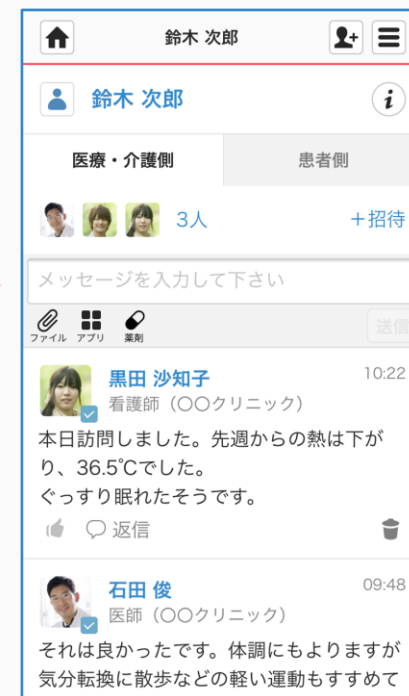 鈴木 次郎
鈴木 次郎
医療・介護側
患者側
3人
＋招待
メッセージを入力して下さい
ファイル アプリ 薬剤
送信
黒田 沙知子
10:22
看護師（〇〇クリニック）
本日訪問しました。先週からの熱は下が
り、36.5℃でした。
ぐっすり眠れたそうです。
返信
石田 俊
09:48
医師（〇〇クリニック）
それは良かったです。体調にもよりますが
気分転換に散歩などの軽い運動もすすめて